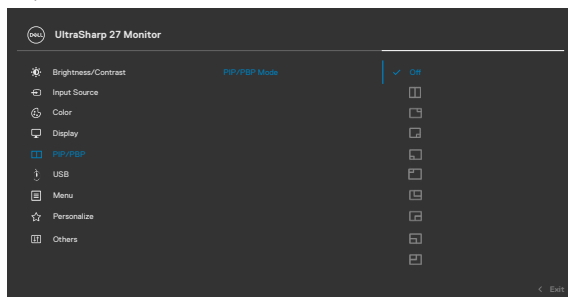 DELL UltraSharp 27 Monitor
Brightness/Contrast PIP/PBP Mode Off
Input Source
Color
Display
PIP/PBP
USB
Menu
Personalize
Others
Exit